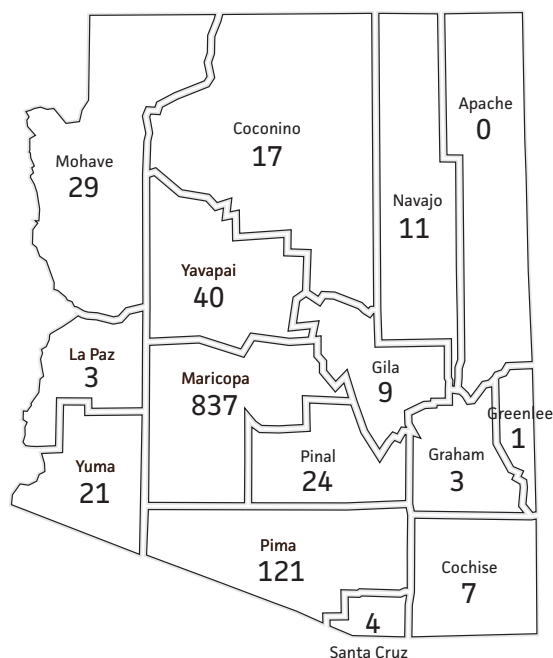 Apache
0
Coconino
17
Mohave
29
Navajo
11
Yavapai
40
La Paz
3
Maricopa
837
Gila
9
Greenlee
1
Graham
3
Pinal
24
Yuma
21
Pima
121
Cochise
7
4
Santa Cruz